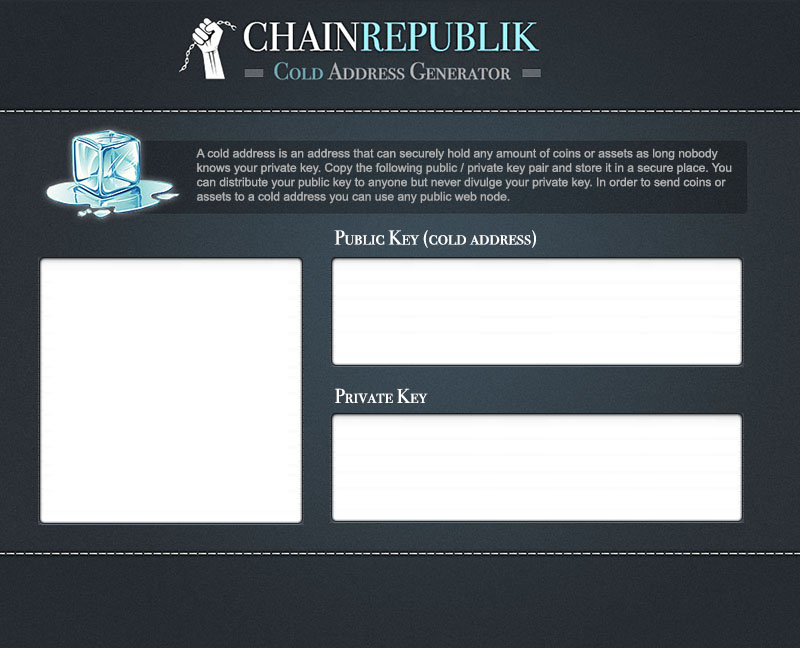 CHAINREPUBLIK
COLD ADDRESS GENERATOR
A cold address is an address that can securely hold any amount of coins or assets as long nobody
knows your private key. Copy the following public / private key pair and store it in a secure place. You
can distribute your public key to anyone but never divulge your private key. In order to send coins or
assets to a cold address you can use any public web node.
PUBLIC KEY (COLD ADDRESS)
PRIVATE KEY